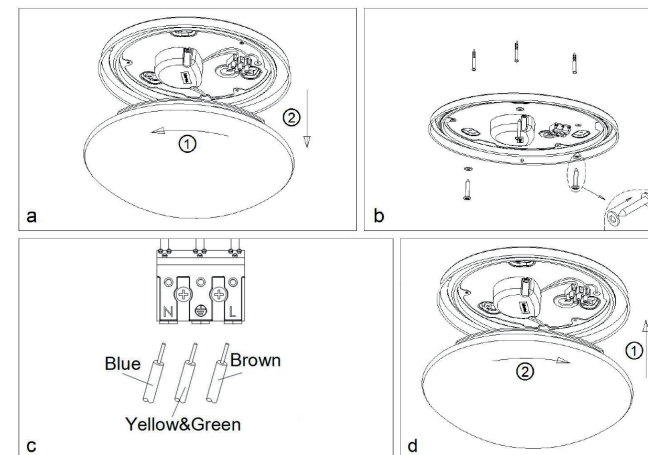 ① ②
a
b
N L
Blue Brown
Yellow&Green
c
①
②
d